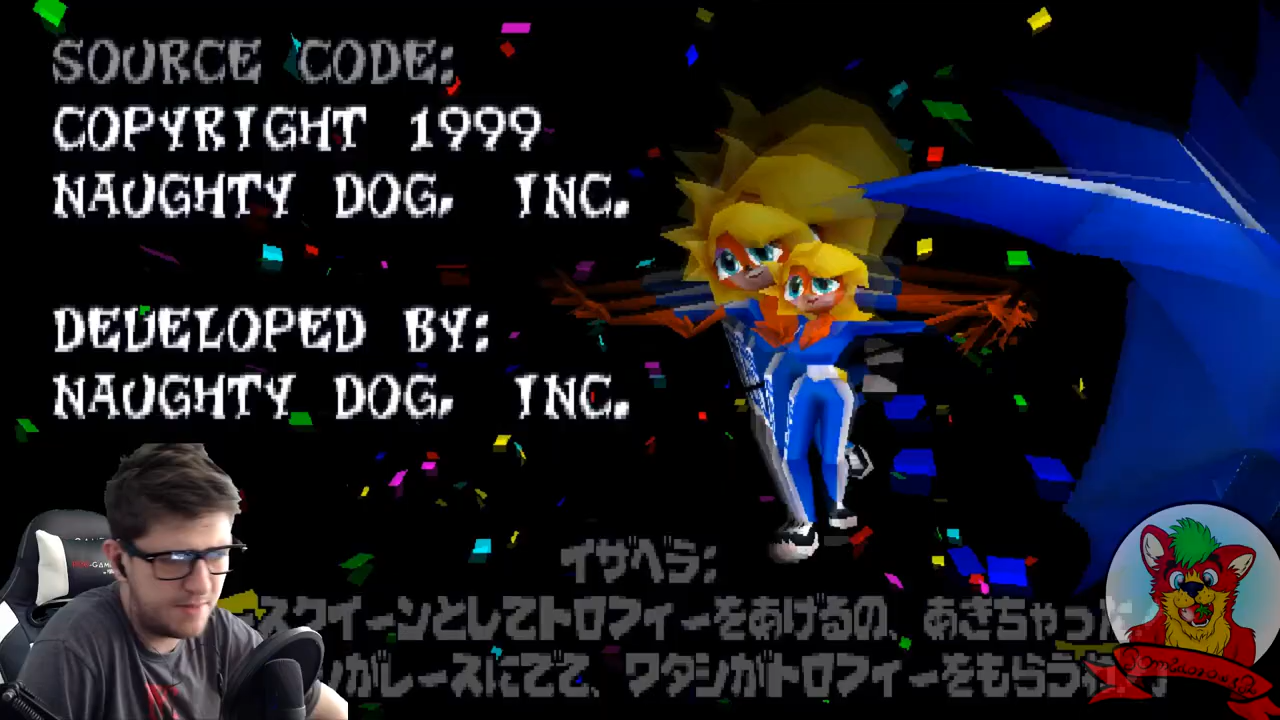 SOURCE CODE:
COPYRIGHT 1999
NAUGHTY DOG, INC.
DEVELOPED BY:
NAUGHTY DOG, INC.
イザベラ:
ースクイーンとしてトロフィーをあげるの、あきちゃった
がレースにでて、ワタシがトロフィーをもらう